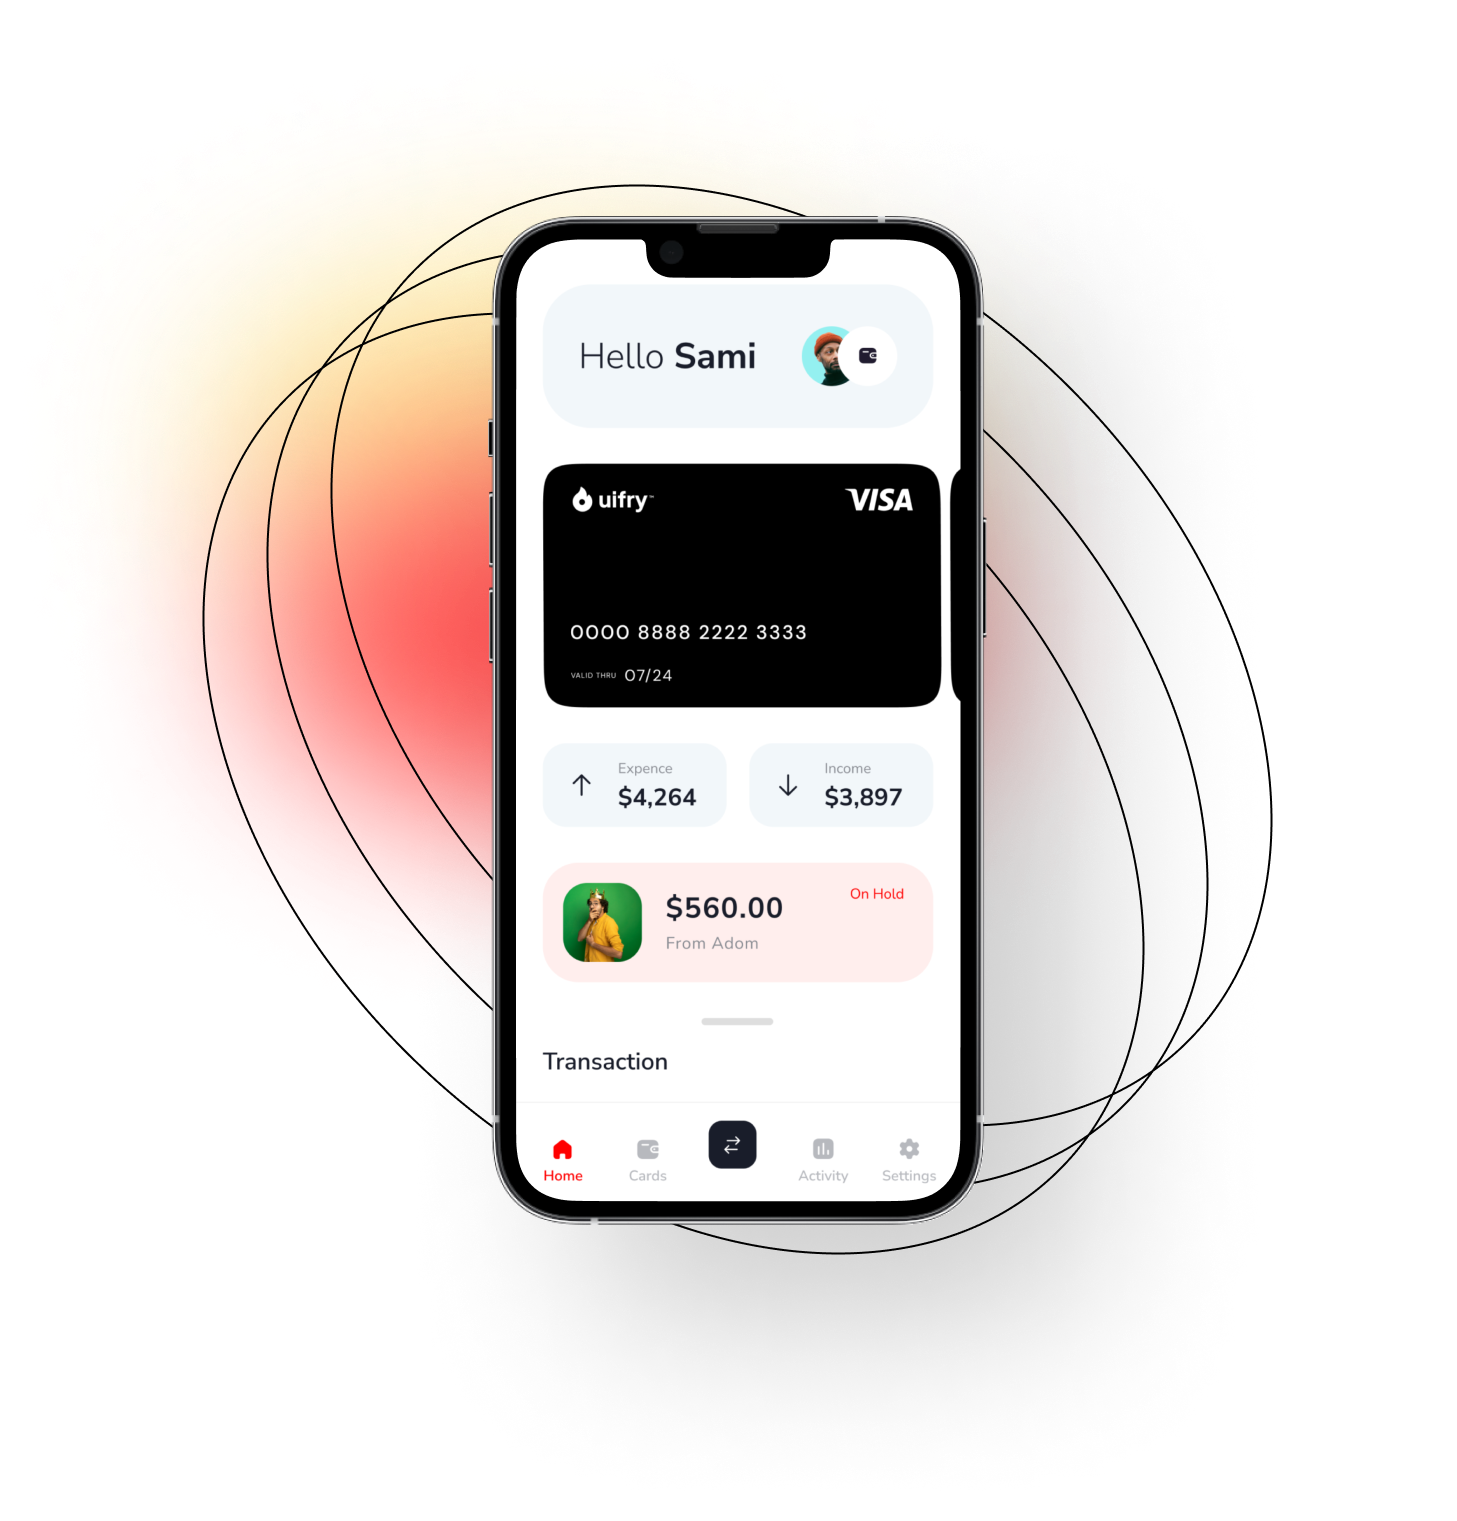 Hello Sami
uifry™
VISA
0000 8888 2222 3333
VALID THRU 07/24
Expence
$4,264
Income
$3,897
$560.00
On Hold
From Adom
Transaction
Home
Cards
Activity
Settings